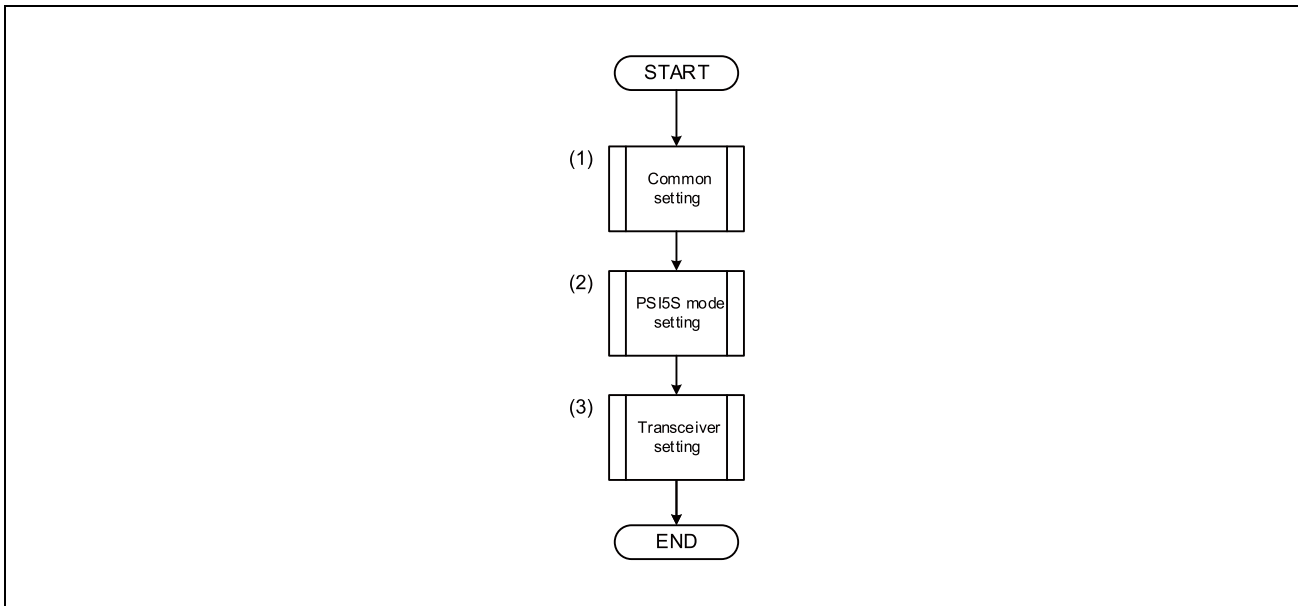 START
(1)
Common
setting
(2)
PSI5S mode
setting
(3)
Transceiver
setting
END